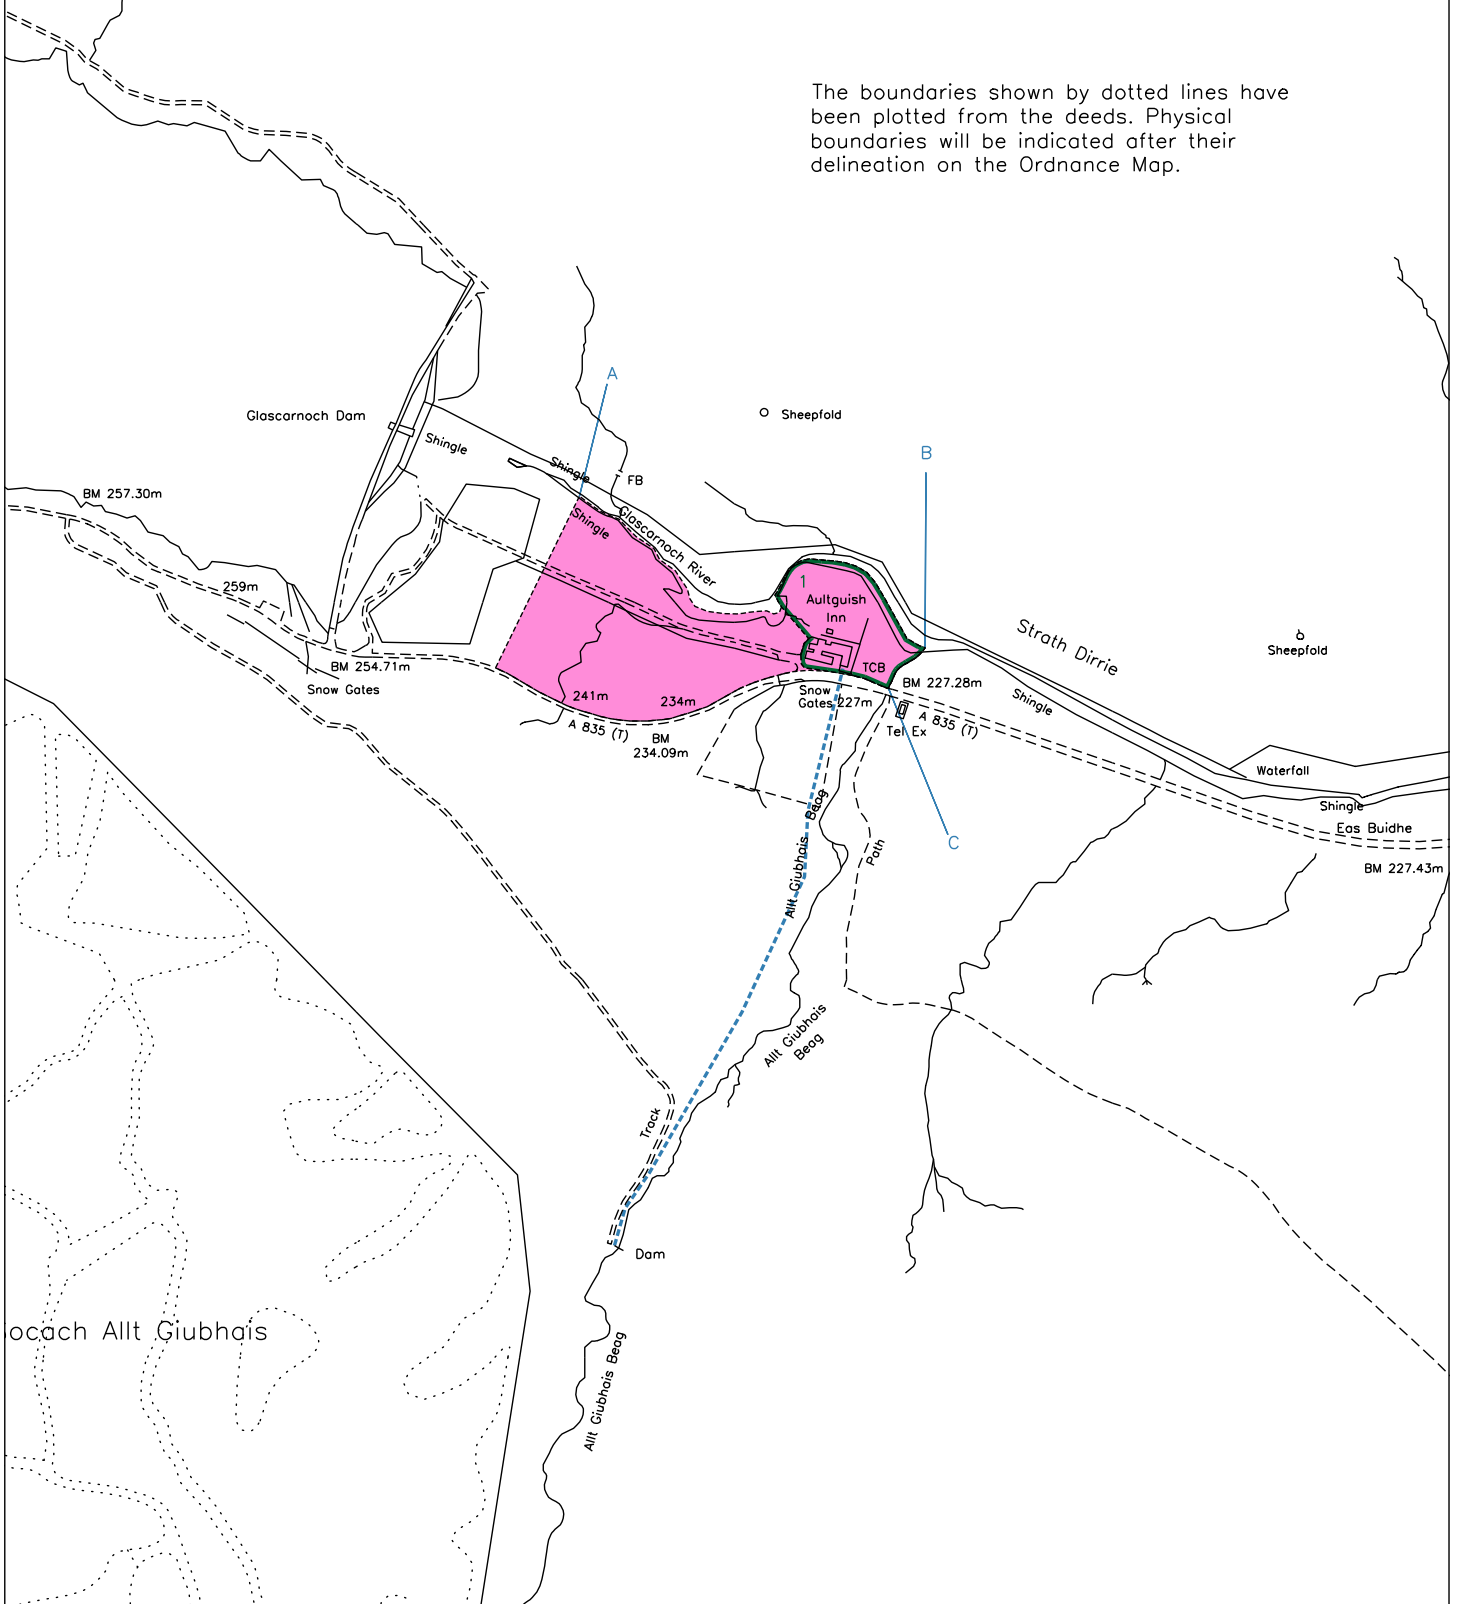 The boundaries shown by dotted lines have
been plotted from the deeds. Physical
boundaries will be indicated after their
delineation on the Ordnance Map.
A
Glascarnoch Dam
Sheepfold
Shingle
B
Shingle
FB
BM 257.30m
Shingle
Glascarnoch River
259m
1
Aultguish
Inn
Strath Dirrie
Sheepfold
BM 254.71m
TCB
Snow Gates
BM 227.28m
241m
234m
Snow
Gates
227m
Shingle
A 835 (T)
BM
234.09m
Tel Ex
A 835 (T)
Waterfall
Shingle
Eas Buidhe
Allt Giubhais Beag
Path
C
BM 227.43m
Allt Giubhais
Beag
Track
Dam
ocach Allt Giubhais
Allt Giubhais Beag